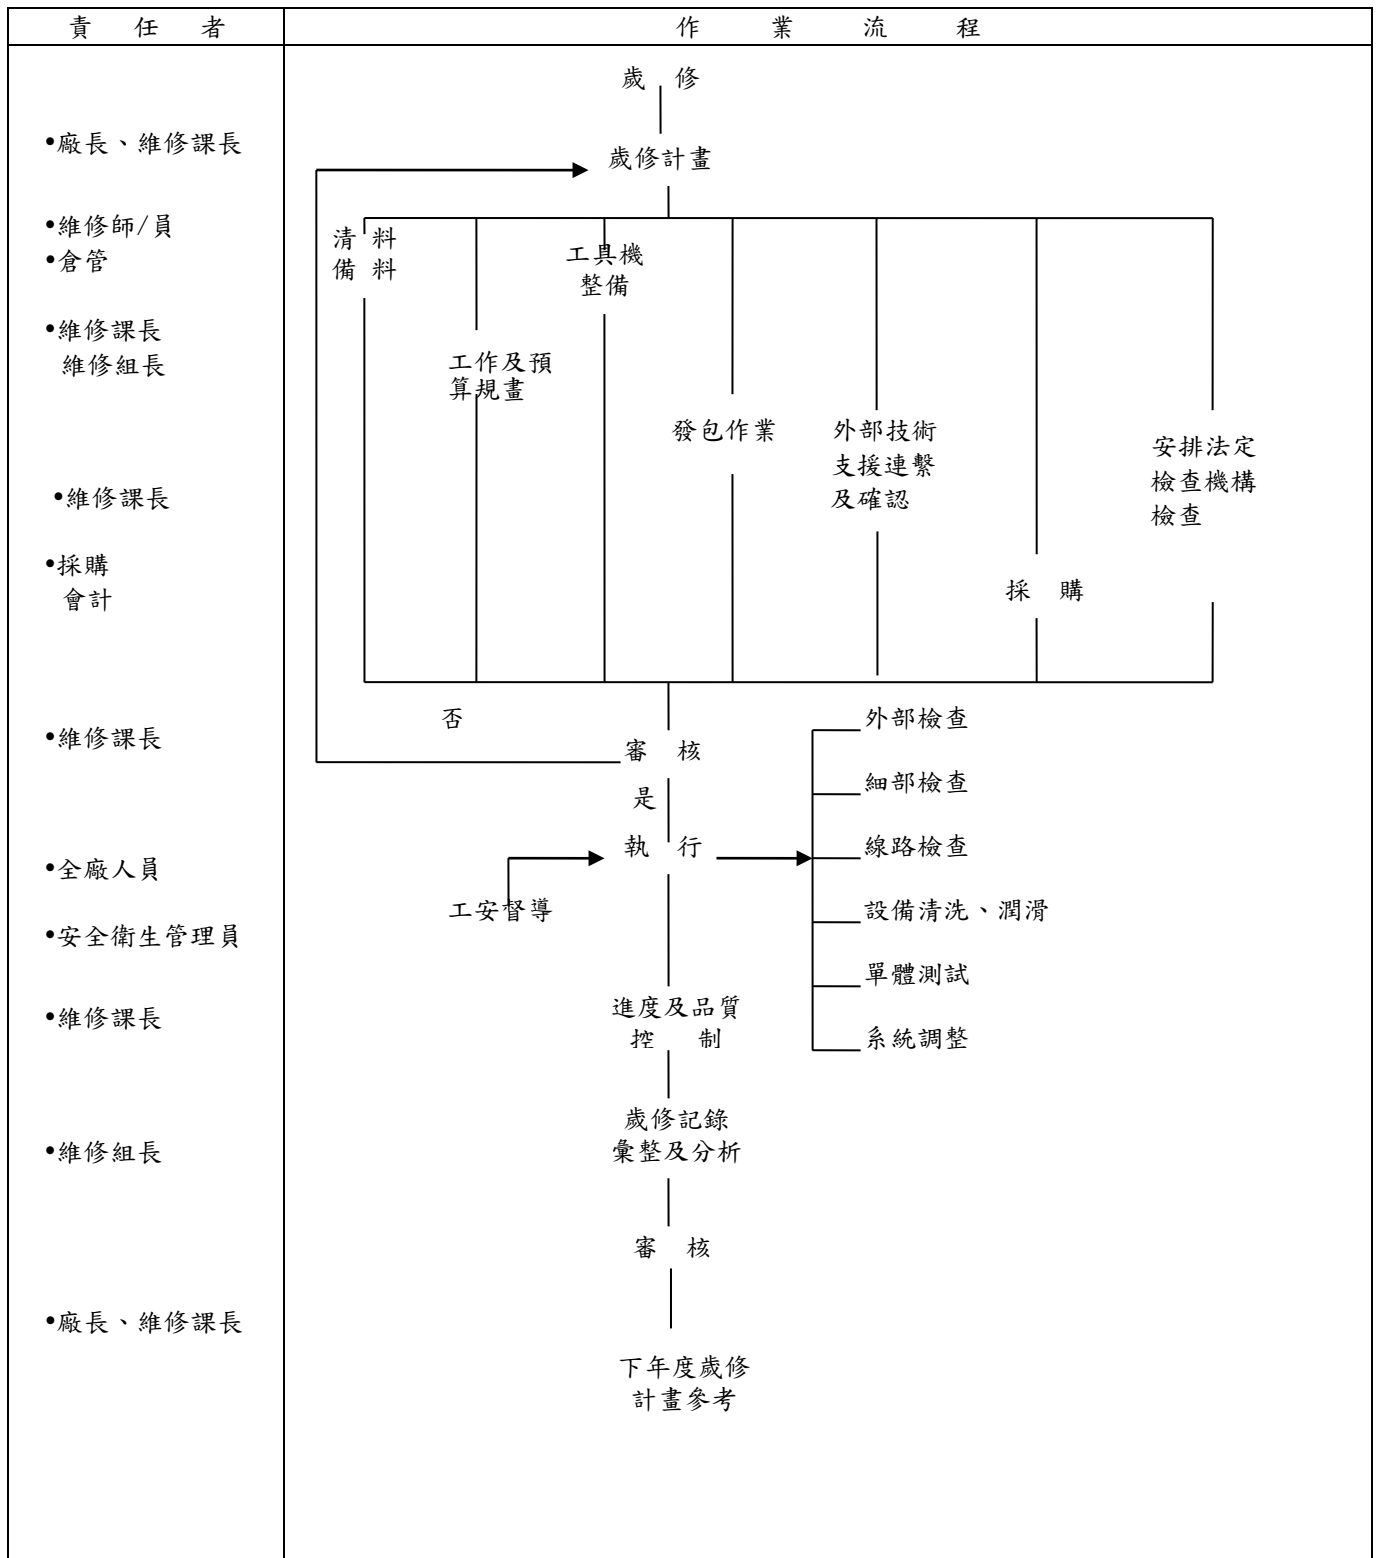 責 任 者
作 業 流 程
歲 修
•廠長、維修課長
歲修計畫
•維修師/員
•倉管
清 料
備 料
工具機
整備
•維修課長
維修組長
工作及預
算規畫
發包作業
外部技術
支援連繫
及確認
安排法定
檢查機構
檢查
•維修課長
•採購
會計
採 購
否
•維修課長
審 核
是
外部檢查
細部檢查
線路檢查
設備清洗、潤滑
單體測試
系統調整
•全廠人員
執 行
工安督導
•安全衛生管理員
•維修課長
進度及品質
控 制
•維修組長
歲修記錄
彙整及分析
審 核
•廠長、維修課長
下年度歲修
計畫參考